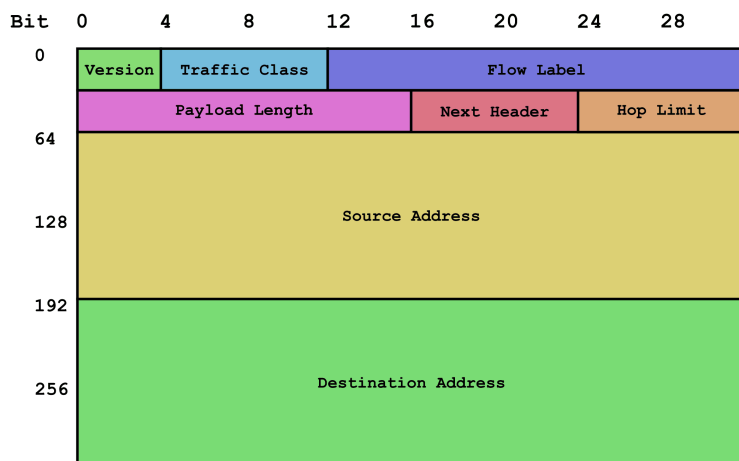 Bit 0 4 8 12 16 20 24 28
0
Version Traffic Class Flow Label
Payload Length Next Header Hop Limit
64
Source Address
128
192
Destination Address
256